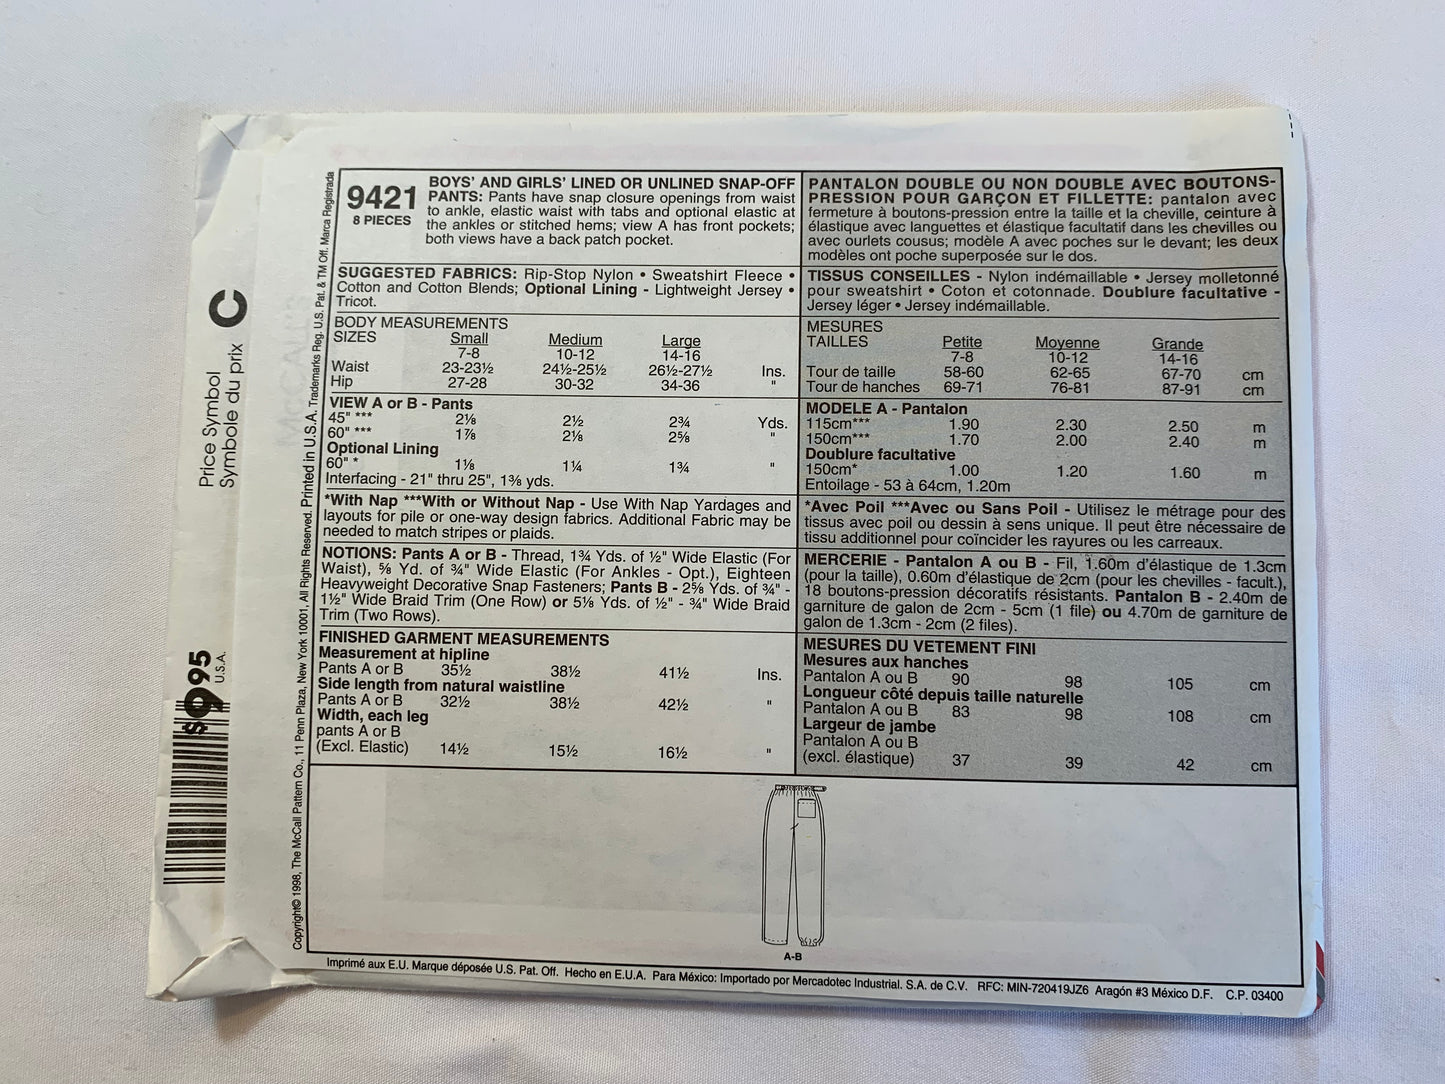 Price Symbol
Symbole du prix C
$9.95
U.S.A.
Copyright© 1998, The McCall Pattern Co., 11 Penn Plaza, New York 10001, All Rights Reserved. Printed in U.S.A. Trademarks Reg. U.S. Pat. & TM Off. Marca Registrada
9421
8 PIECES
BOYS' AND GIRLS' LINED OR UNLINED SNAP-OFF
PANTS: Pants have snap closure openings from waist
to ankle, elastic waist with tabs and optional elastic at
the ankles or stitched hems; view A has front pockets;
both views have a back patch pocket.
SUGGESTED FABRICS: Rip-Stop Nylon • Sweatshirt Fleece •
Cotton and Cotton Blends; Optional Lining - Lightweight Jersey •
Tricot.
BODY MEASUREMENTS
SIZES Small Medium Large
7-8 10-12 14-16
Waist 23-23½ 24½-25½ 26½-27½ Ins.
Hip 27-28 30-32 34-36 "
VIEW A or B - Pants
45" *** 2⅛ 2½ 2¾ Yds.
60" *** 1⅞ 2⅛ 2⅝ "
Optional Lining
60" * 1⅛ 1¼ 1¾ "
Interfacing - 21" thru 25", 1⅜ yds.
*With Nap ***With or Without Nap - Use With Nap Yardages and
layouts for pile or one-way design fabrics. Additional Fabric may be
needed to match stripes or plaids.
NOTIONS: Pants A or B - Thread, 1¾ Yds. of ½" Wide Elastic (For
Waist), ⅝ Yd. of ¾" Wide Elastic (For Ankles - Opt.), Eighteen
Heavyweight Decorative Snap Fasteners; Pants B - 2⅝ Yds. of ¾" -
1½" Wide Braid Trim (One Row) or 5⅛ Yds. of ½" - ¾" Wide Braid
Trim (Two Rows).
FINISHED GARMENT MEASUREMENTS
Measurement at hipline
Pants A or B 35½ 38½ 41½ Ins.
Side length from natural waistline
Pants A or B 32½ 38½ 42½ "
Width, each leg
pants A or B
(Excl. Elastic) 14½ 15½ 16½ "
PANTALON DOUBLE OU NON DOUBLE AVEC BOUTONS-
PRESSION POUR GARÇON ET FILLETTE: pantalon avec
fermeture à boutons-pression entre la taille et la cheville, ceinture à
élastique avec languettes et élastique facultatif dans les chevilles ou
avec ourlets cousus; modèle A avec poches sur le devant; les deux
modèles ont poche superposée sur le dos.
TISSUS CONSEILLES - Nylon indémaillable • Jersey molletonné
pour sweatshirt • Coton et cotonnade. Doublure facultative -
Jersey léger • Jersey indémaillable.
MESURES
TAILLES Petite Moyenne Grande
7-8 10-12 14-16
Tour de taille 58-60 62-65 67-70 cm
Tour de hanches 69-71 76-81 87-91 cm
MODELE A - Pantalon
115cm*** 1.90 2.30 2.50 m
150cm*** 1.70 2.00 2.40 m
Doublure facultative
150cm* 1.00 1.20 1.60 m
Entoilage - 53 à 64cm, 1.20m
*Avec Poil ***Avec ou Sans Poil - Utilisez le métrage pour des
tissus avec poil ou dessin à sens unique. Il peut être nécessaire de
tissu additionnel pour coïncider les rayures ou les carreaux.
MERCERIE - Pantalon A ou B - Fil, 1.60m d'élastique de 1.3cm
(pour la taille), 0.60m d'élastique de 2cm (pour les chevilles - facult.),
18 boutons-pression décoratifs résistants. Pantalon B - 2.40m de
garniture de galon de 2cm - 5cm (1 file) ou 4.70m de garniture de
galon de 1.3cm - 2cm (2 files).
MESURES DU VETEMENT FINI
Mesures aux hanches
Pantalon A ou B 90 98 105 cm
Longueur côté depuis taille naturelle
Pantalon A ou B 83 98 108 cm
Largeur de jambe
Pantalon A ou B
(excl. élastique) 37 39 42 cm
A-B
Imprimé aux E.U. Marque déposée U.S. Pat. Off. Hecho en E.U.A. Para México: Importado por Mercadotec Industrial. S.A. de C.V. RFC: MIN-720419JZ6 Aragón #3 México D.F. C.P. 03400